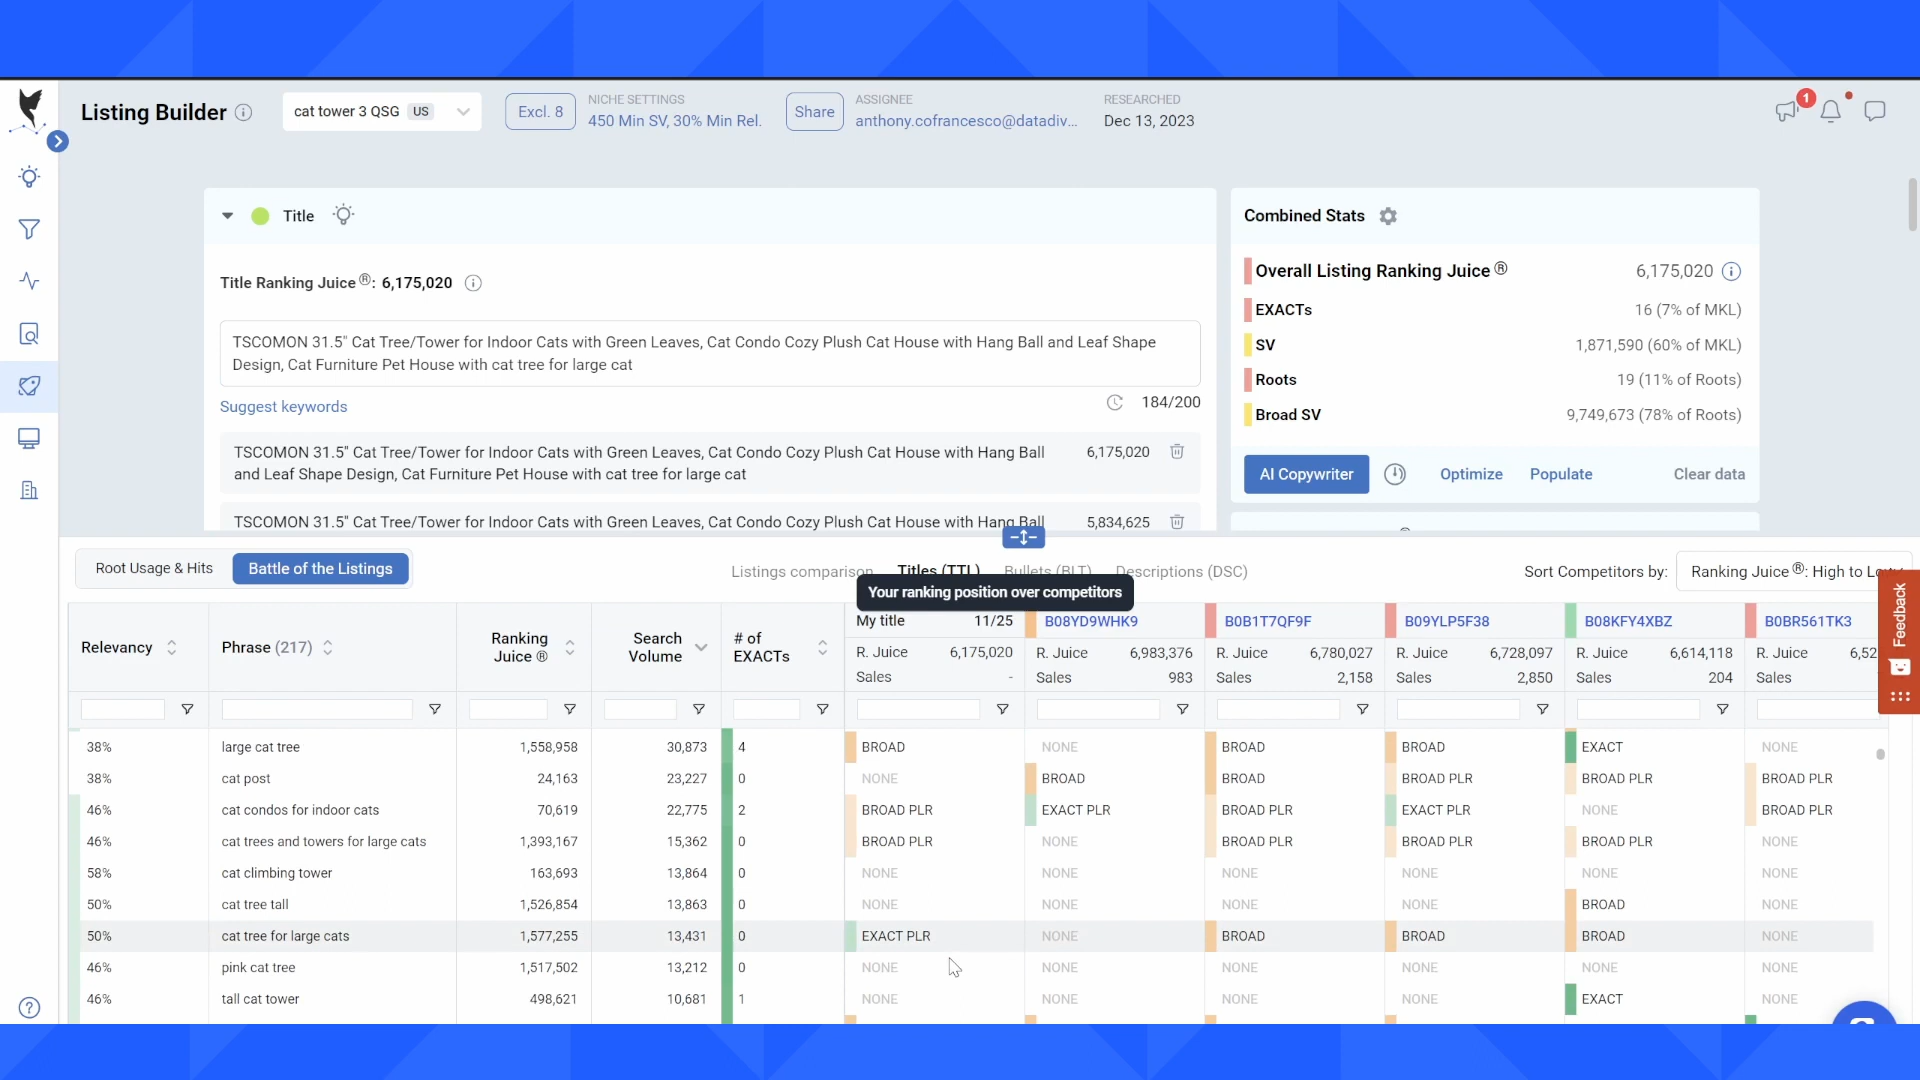 Listing Builder
cat tower 3 QSG US
Excl. 8
NICHE SETTINGS
450 Min SV, 30% Min Rel.
Share
ASSIGNEE
anthony.cofrancesco@datadiv...
RESEARCHED
Dec 13, 2023
1
Title
Title Ranking Juice ®: 6,175,020
TSCOMON 31.5" Cat Tree/Tower for Indoor Cats with Green Leaves, Cat Condo Cozy Plush Cat House with Hang Ball and Leaf Shape
Design, Cat Furniture Pet House with cat tree for large cat
Suggest keywords
184/200
TSCOMON 31.5" Cat Tree/Tower for Indoor Cats with Green Leaves, Cat Condo Cozy Plush Cat House with Hang Ball 6,175,020
and Leaf Shape Design, Cat Furniture Pet House with cat tree for large cat
TSCOMON 31.5" Cat Tree/Tower for Indoor Cats with Green Leaves, Cat Condo Cozy Plush Cat House with Hang Ball 5,834,625
Combined Stats
Overall Listing Ranking Juice ® 6,175,020
EXACTs 16 (7% of MKL)
SV 1,871,590 (60% of MKL)
Roots 19 (11% of Roots)
Broad SV 9,749,673 (78% of Roots)
AI Copywriter Optimize Populate Clear data
Root Usage & Hits Battle of the Listings
Listings comparison Titles (TTL) Bullets (BLT) Descriptions (DSC)
Sort Competitors by: Ranking Juice ®: High to Low
Your ranking position over competitors
Feedback
Relevancy Phrase (217) Ranking Juice ® Search Volume # of EXACTs
My title 11/25 B08YD9WHK9 B0B1T7QF9F B09YLP5F38 B08KFY4XBZ B0BR561TK3
R. Juice 6,175,020 R. Juice 6,983,376 R. Juice 6,780,027 R. Juice 6,728,097 R. Juice 6,614,118 R. Juice 6,52
Sales - Sales 983 Sales 2,158 Sales 2,850 Sales 204 Sales
38% large cat tree 1,558,958 30,873 4 BROAD NONE BROAD BROAD EXACT NONE
38% cat post 24,163 23,227 0 NONE BROAD BROAD BROAD PLR BROAD PLR BROAD PLR
46% cat condos for indoor cats 70,619 22,775 2 BROAD PLR EXACT PLR BROAD PLR EXACT PLR NONE BROAD PLR
46% cat trees and towers for large cats 1,393,167 15,362 0 BROAD PLR NONE BROAD PLR BROAD PLR BROAD PLR NONE
58% cat climbing tower 163,693 13,864 0 NONE NONE NONE NONE NONE NONE
50% cat tree tall 1,526,854 13,863 0 NONE NONE NONE NONE BROAD NONE
50% cat tree for large cats 1,577,255 13,431 0 EXACT PLR NONE BROAD BROAD BROAD NONE
46% pink cat tree 1,517,502 13,212 0 NONE NONE NONE NONE NONE NONE
46% tall cat tower 498,621 10,681 1 NONE NONE NONE NONE EXACT NONE